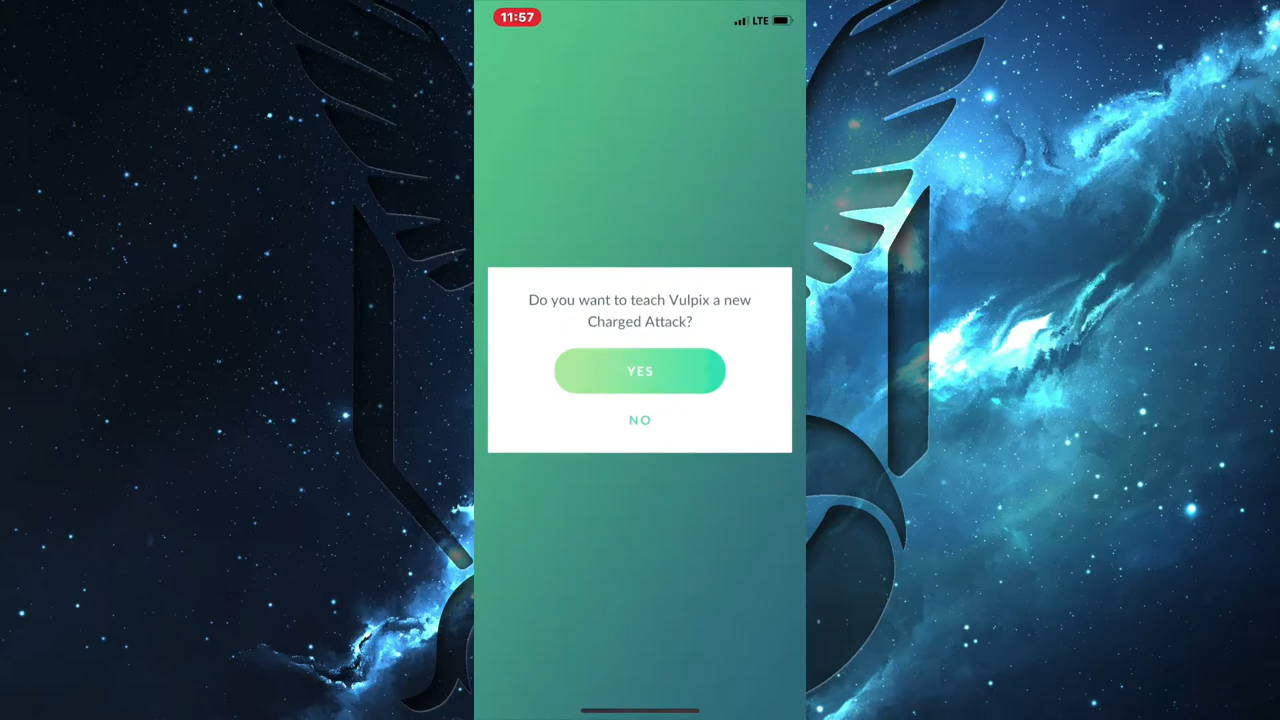 11:57
LTE
Do you want to teach Vulpix a new
Charged Attack?
YES
NO